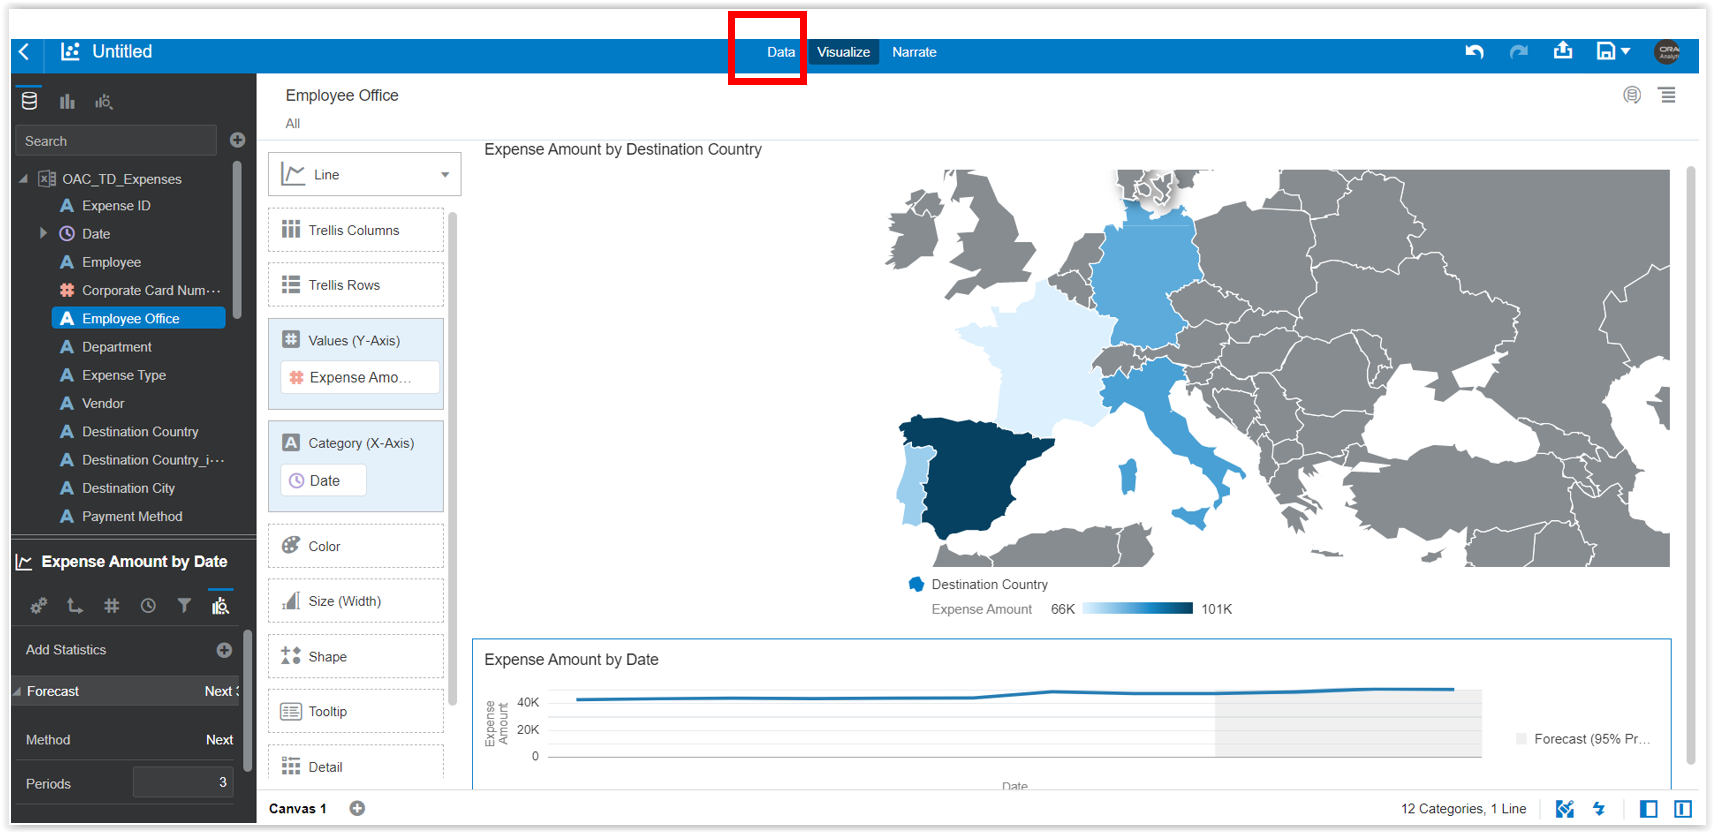 Untitled
Data
Visualize
Narrate
ORA
Analyti
Search
OAC_TD_Expenses
Expense ID
Date
Employee
Corporate Card Num···
Employee Office
Department
Expense Type
Vendor
Destination Country
Destination Country_i···
Destination City
Payment Method
Expense Amount by Date
Add Statistics
Forecast
Next 3
Method
Next
Periods
3
Employee Office
All
Line
Trellis Columns
Trellis Rows
Values (Y-Axis)
Expense Amo...
Category (X-Axis)
Date
Color
Size (Width)
Shape
Tooltip
Detail
Expense Amount by Destination Country
Destination Country
Expense Amount 66K 101K
Expense Amount by Date
Expense
Amount
40K
20K
0
Date
Forecast (95% Pr...
Canvas 1
12 Categories, 1 Line